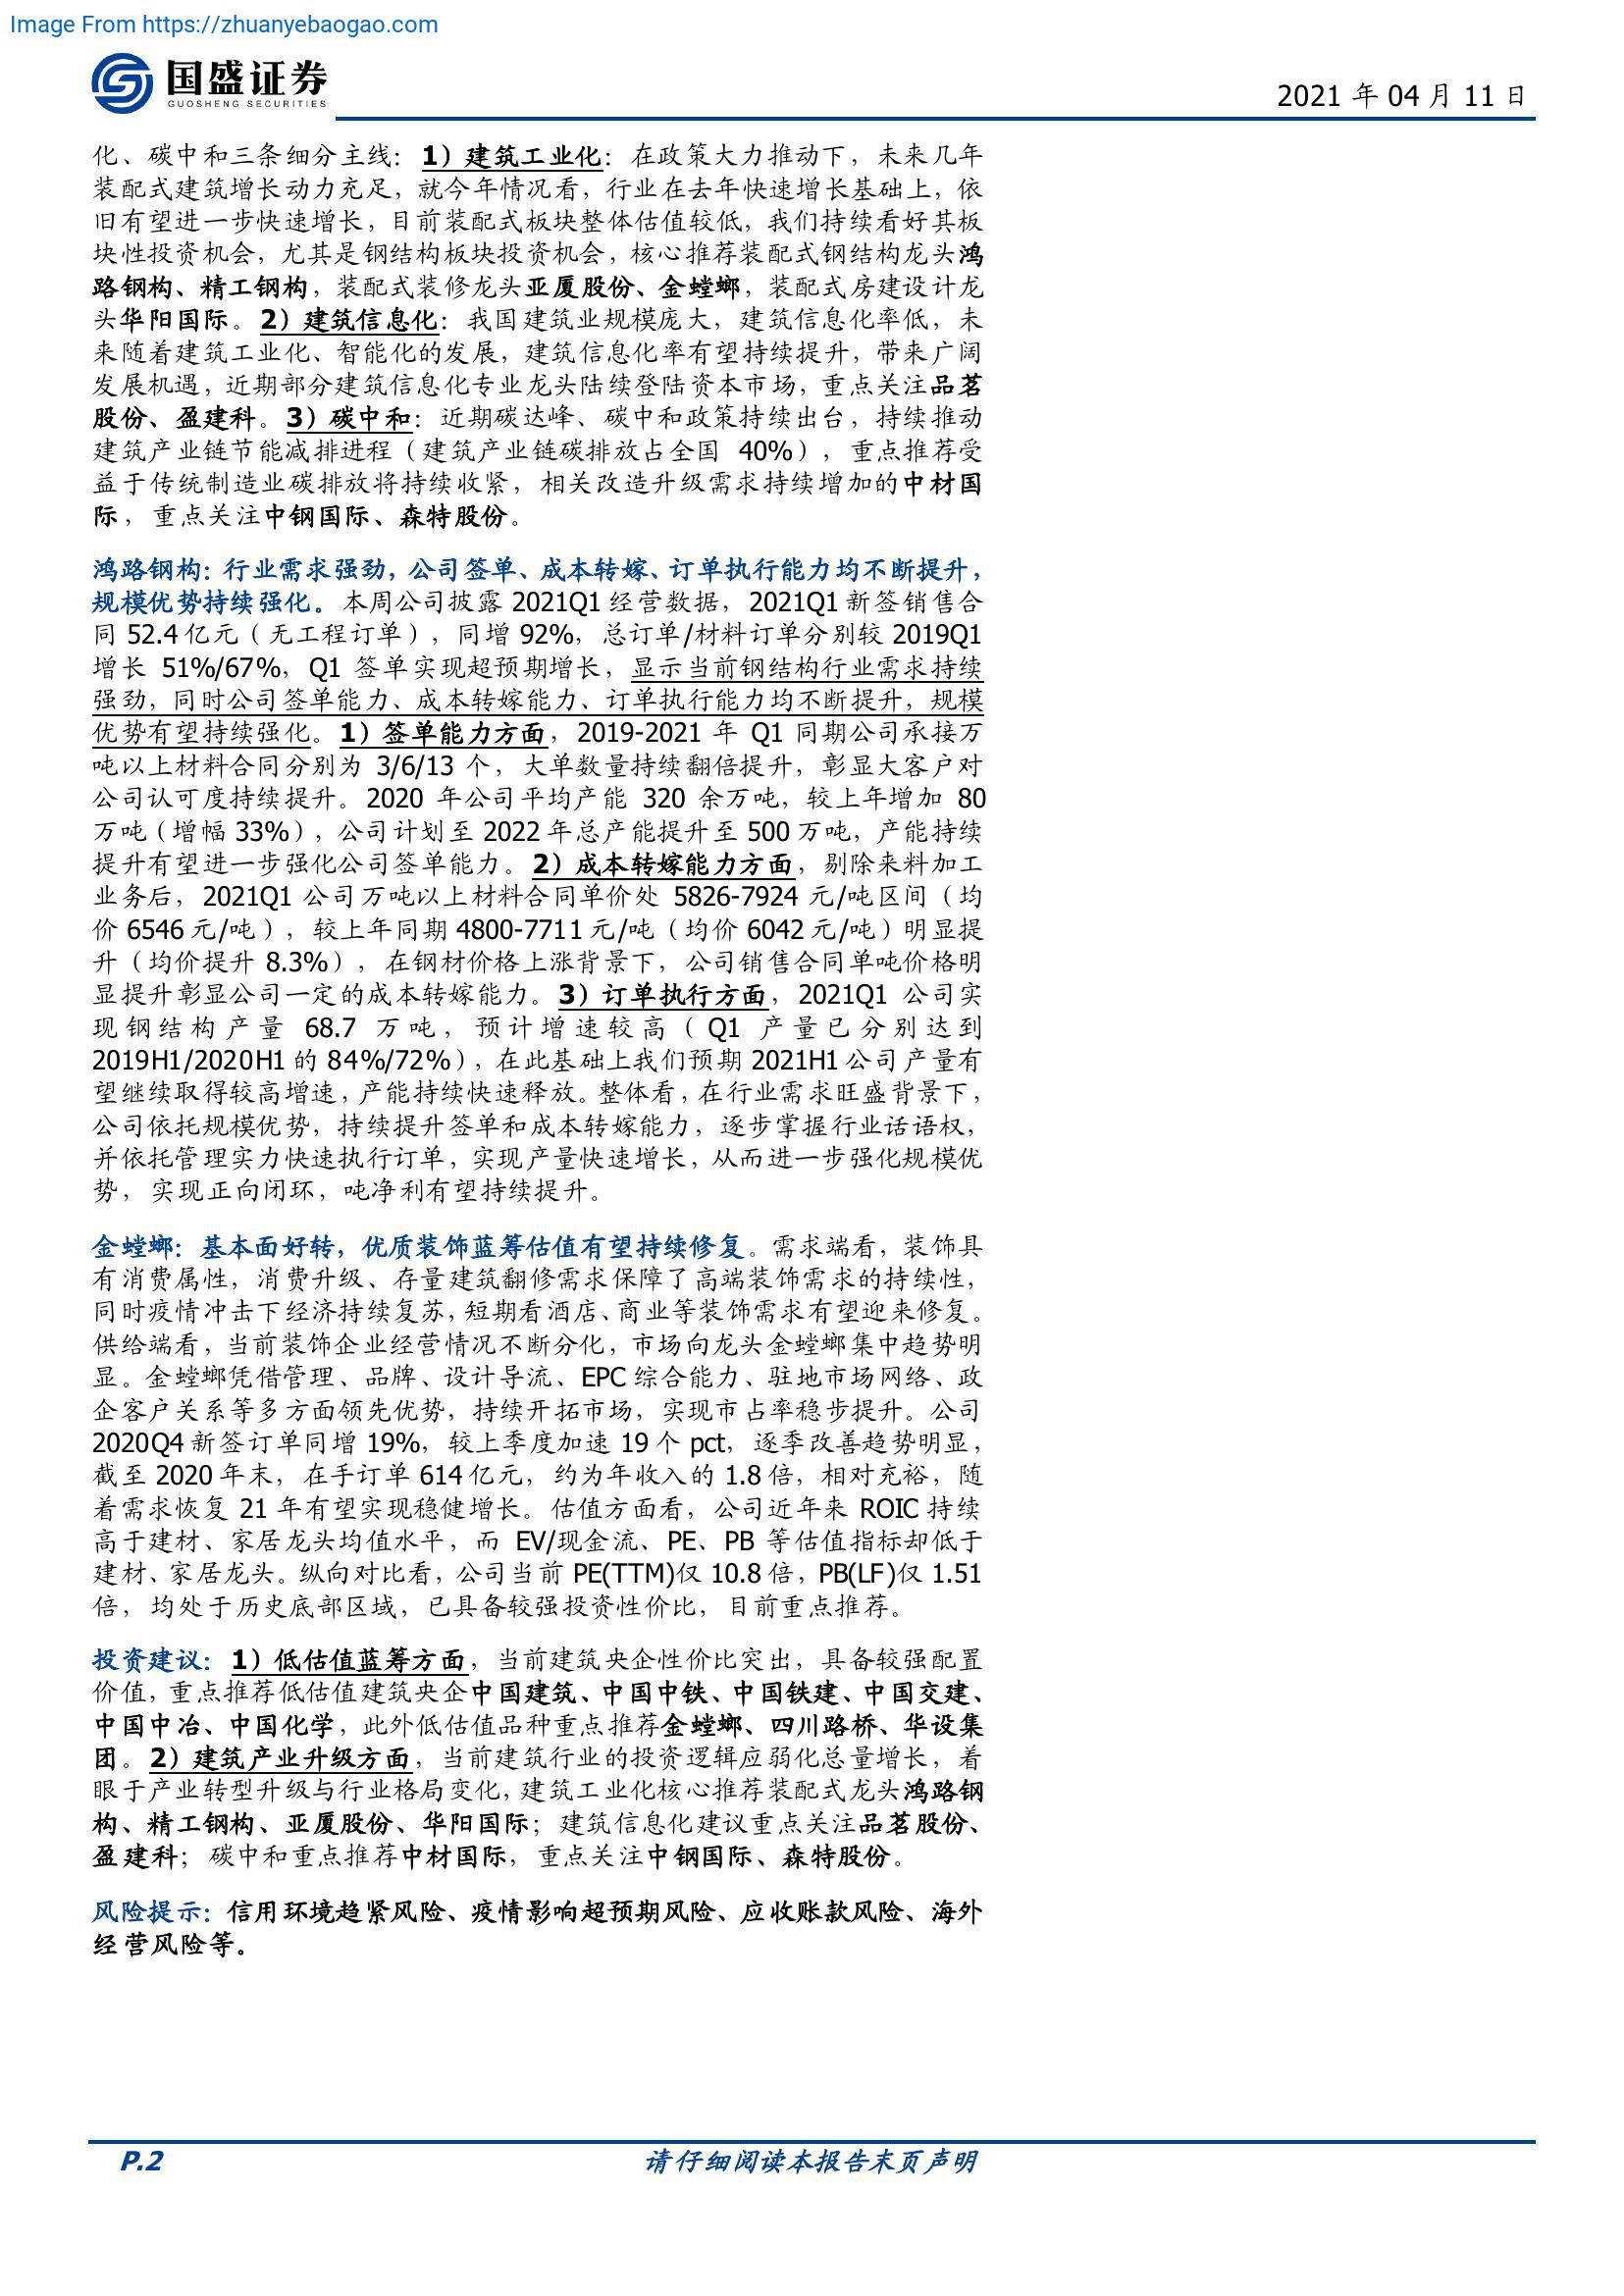 Image From https://zhuanyebaogao.com
国盛证券
GUOSHENG SECURITIES
2021 年 04 月 11 日
化、碳中和三条细分主线：1）建筑工业化：在政策大力推动下，未来几年
装配式建筑增长动力充足，就今年情况看，行业在去年快速增长基础上，依
旧有望进一步快速增长，目前装配式板块整体估值较低，我们持续看好其板
块性投资机会，尤其是钢结构板块投资机会，核心推荐装配式钢结构龙头鸿
路钢构、精工钢构，装配式装修龙头亚厦股份、金螳螂，装配式房建设计龙
头华阳国际。2）建筑信息化：我国建筑业规模庞大，建筑信息化率低，未
来随着建筑工业化、智能化的发展，建筑信息化率有望持续提升，带来广阔
发展机遇，近期部分建筑信息化专业龙头陆续登陆资本市场，重点关注品茗
股份、盈建科。3）碳中和：近期碳达峰、碳中和政策持续出台，持续推动
建筑产业链节能减排进程（建筑产业链碳排放占全国 40%），重点推荐受
益于传统制造业碳排放将持续收紧，相关改造升级需求持续增加的中材国
际，重点关注中钢国际、森特股份。
鸿路钢构：行业需求强劲，公司签单、成本转嫁、订单执行能力均不断提升，
规模优势持续强化。本周公司披露 2021Q1 经营数据，2021Q1 新签销售合
同 52.4 亿元（无工程订单），同增 92%，总订单/材料订单分别较 2019Q1
增长 51%/67%，Q1 签单实现超预期增长，显示当前钢结构行业需求持续
强劲，同时公司签单能力、成本转嫁能力、订单执行能力均不断提升，规模
优势有望持续强化。1）签单能力方面，2019-2021 年 Q1 同期公司承接万
吨以上材料合同分别为 3/6/13 个，大单数量持续翻倍提升，彰显大客户对
公司认可度持续提升。2020 年公司平均产能 320 余万吨，较上年增加 80
万吨（增幅 33%），公司计划至 2022 年总产能提升至 500 万吨，产能持续
提升有望进一步强化公司签单能力。2）成本转嫁能力方面，剔除来料加工
业务后，2021Q1 公司万吨以上材料合同单价处 5826-7924 元/吨区间（均
价 6546 元/吨），较上年同期 4800-7711 元/吨（均价 6042 元/吨）明显提
升（均价提升 8.3%），在钢材价格上涨背景下，公司销售合同单吨价格明
显提升彰显公司一定的成本转嫁能力。3）订单执行方面，2021Q1 公司实
现钢结构产量 68.7 万吨，预计增速较高（Q1 产量已分别达到
2019H1/2020H1 的 84%/72%），在此基础上我们预期 2021H1 公司产量有
望继续取得较高增速，产能持续快速释放。整体看，在行业需求旺盛背景下，
公司依托规模优势，持续提升签单和成本转嫁能力，逐步掌握行业话语权，
并依托管理实力快速执行订单，实现产量快速增长，从而进一步强化规模优
势，实现正向闭环，吨净利有望持续提升。
金螳螂：基本面好转，优质装饰蓝筹估值有望持续修复。需求端看，装饰具
有消费属性，消费升级、存量建筑翻修需求保障了高端装饰需求的持续性，
同时疫情冲击下经济持续复苏，短期看酒店、商业等装饰需求有望迎来修复。
供给端看，当前装饰企业经营情况不断分化，市场向龙头金螳螂集中趋势明
显。金螳螂凭借管理、品牌、设计导流、EPC 综合能力、驻地市场网络、政
企客户关系等多方面领先优势，持续开拓市场，实现市占率稳步提升。公司
2020Q4 新签订单同增 19%，较上季度加速 19 个 pct，逐季改善趋势明显，
截至 2020 年末，在手订单 614 亿元，约为年收入的 1.8 倍，相对充裕，随
着需求恢复 21 年有望实现稳健增长。估值方面看，公司近年来 ROIC 持续
高于建材、家居龙头均值水平，而 EV/现金流、PE、PB 等估值指标却低于
建材、家居龙头。纵向对比看，公司当前 PE(TTM)仅 10.8 倍，PB(LF)仅 1.51
倍，均处于历史底部区域，已具备较强投资性价比，目前重点推荐。
投资建议：1）低估值蓝筹方面，当前建筑央企性价比突出，具备较强配置
价值，重点推荐低估值建筑央企中国建筑、中国中铁、中国铁建、中国交建、
中国中冶、中国化学，此外低估值品种重点推荐金螳螂、四川路桥、华设集
团。2）建筑产业升级方面，当前建筑行业的投资逻辑应弱化总量增长，着
眼于产业转型升级与行业格局变化，建筑工业化核心推荐装配式龙头鸿路钢
构、精工钢构、亚厦股份、华阳国际；建筑信息化建议重点关注品茗股份、
盈建科；碳中和重点推荐中材国际，重点关注中钢国际、森特股份。
风险提示：信用环境趋紧风险、疫情影响超预期风险、应收账款风险、海外
经营风险等。
P.2
请仔细阅读本报告末页声明